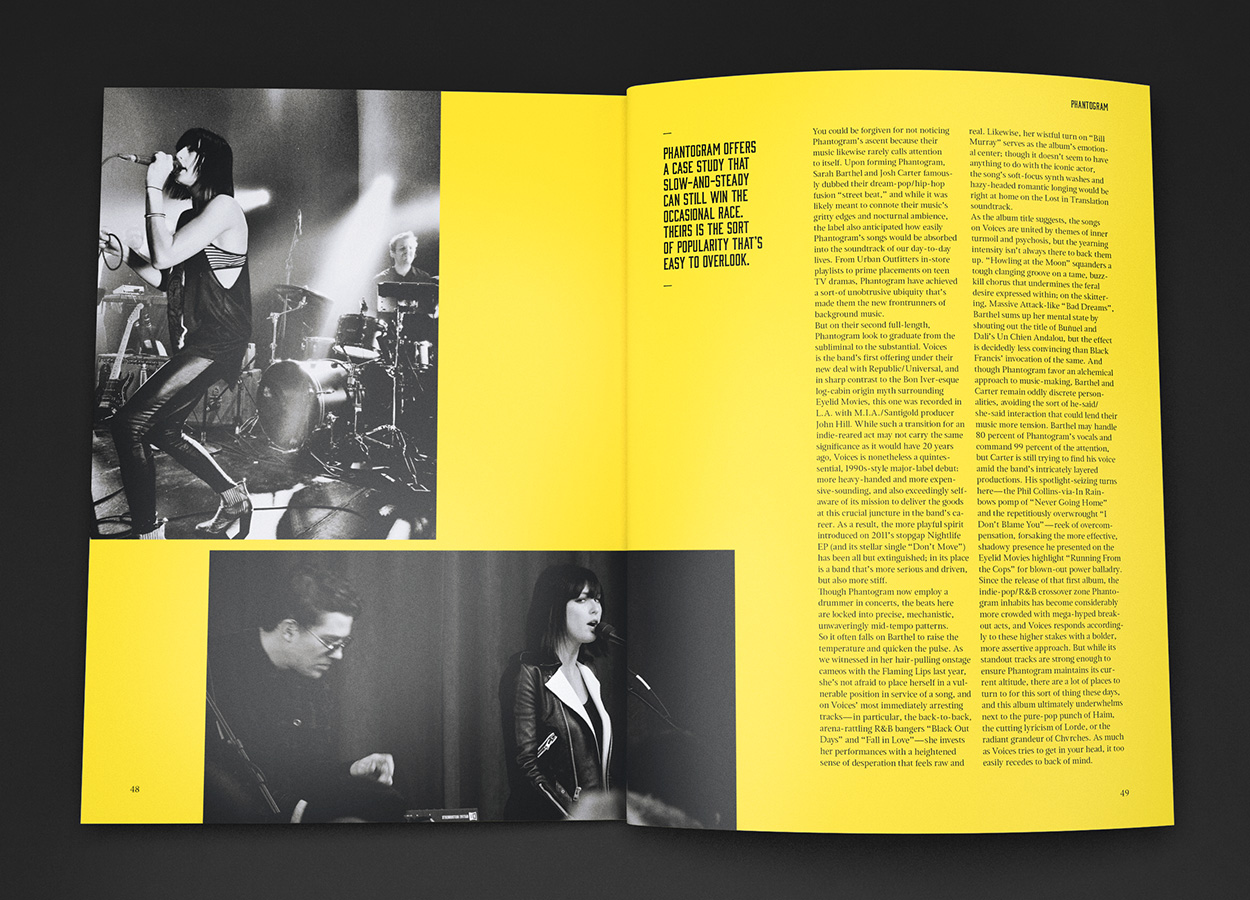 PHANTOGRAM
PHANTOGRAM OFFERS
A CASE STUDY THAT
SLOW-AND-STEADY
CAN STILL WIN THE
OCCASIONAL RACE.
THEIRS IS THE SORT
OF POPULARITY THAT'S
EASY TO OVERLOOK.
You could be forgiven for not noticing
Phantogram's ascent because their
music likewise rarely calls attention
to itself. Upon forming Phantogram,
Sarah Barthel and Josh Carter famous-
ly dubbed their dream-pop/hip-hop
fusion "street beat," and while it was
likely meant to connote their music's
gritty edges and nocturnal ambience,
the label also anticipated how easily
Phantogram's songs would be absorbed
into the soundtrack of our day-to-day
lives. From Urban Outfitters in-store
playlists to prime placements on teen
TV dramas, Phantogram have achieved
a sort-of unobtrusive ubiquity that's
made them the new frontrunners of
background music.
But on their second full-length,
Phantogram look to graduate from the
subliminal to the substantial. Voices
is the band's first offering under their
new deal with Republic/Universal, and
in sharp contrast to the Bon Iver-esque
log-cabin origin myth surrounding
Eyelid Movies, this one was recorded in
L.A. with M.I.A./Santigold producer
John Hill. While such a transition for an
indie-reared act may not carry the same
significance as it would have 20 years
ago, Voices is nonetheless a quintes-
sential, 1990s-style major-label debut:
more heavy-handed and more expen-
sive-sounding, and also exceedingly self-
aware of its mission to deliver the goods
at this crucial juncture in the band's ca-
reer. As a result, the more playful spirit
introduced on 2011's stopgap Nightlife
EP (and its stellar single "Don't Move")
has been all but extinguished; in its place
is a band that's more serious and driven,
but also more stiff.
Though Phantogram now employ a
drummer in concerts, the beats here
are locked into precise, mechanistic,
unwaveringly mid-tempo patterns.
So it often falls on Barthel to raise the
temperature and quicken the pulse. As
we witnessed in her hair-pulling onstage
cameos with the Flaming Lips last year,
she's not afraid to place herself in a vul-
nerable position in service of a song, and
on Voices' most immediately arresting
tracks—in particular, the back-to-back,
arena-rattling R&B bangers "Black Out
Days" and "Fall in Love"—she invests
her performances with a heightened
sense of desperation that feels raw and
real. Likewise, her wistful turn on "Bill
Murray" serves as the album's emotion-
al center; though it doesn't seem to have
anything to do with the iconic actor,
the song's soft-focus synth washes and
hazy-headed romantic longing would be
right at home on the Lost in Translation
soundtrack.
As the album title suggests, the songs
on Voices are united by themes of inner
turmoil and psychosis, but the yearning
intensity isn't always there to back them
up. "Howling at the Moon" squanders a
tough clanging groove on a tame, buzz-
kill chorus that undermines the feral
desire expressed within; on the skitter-
ing, Massive Attack-like "Bad Dreams",
Barthel sums up her mental state by
shouting out the title of Buñuel and
Dalí's Un Chien Andalou, but the effect
is decidedly less convincing than Black
Francis' invocation of the same. And
though Phantogram favor an alchemical
approach to music-making, Barthel and
Carter remain oddly discrete person-
alities, avoiding the sort of he-said/
she-said interaction that could lend their
music more tension. Barthel may handle
80 percent of Phantogram's vocals and
command 99 percent of the attention,
but Carter is still trying to find his voice
amid the band's intricately layered
productions. His spotlight-seizing turns
here—the Phil Collins-via-In Rain-
bows pomp of "Never Going Home"
and the repetitiously overwrought "I
Don't Blame You"—reek of overcom-
pensation, forsaking the more effective,
shadowy presence he presented on the
Eyelid Movies highlight "Running From
the Cops" for blown-out power balladry.
Since the release of that first album, the
indie-pop/R&B crossover zone Phanto-
gram inhabits has become considerably
more crowded with mega-hyped break-
out acts, and Voices responds according-
ly to these higher stakes with a bolder,
more assertive approach. But while its
standout tracks are strong enough to
ensure Phantogram maintains its cur-
rent altitude, there are a lot of places to
turn to for this sort of thing these days,
and this album ultimately underwhelms
next to the pure-pop punch of Haim,
the cutting lyricism of Lorde, or the
radiant grandeur of Chvrches. As much
as Voices tries to get in your head, it too
easily recedes to back of mind.
48
49